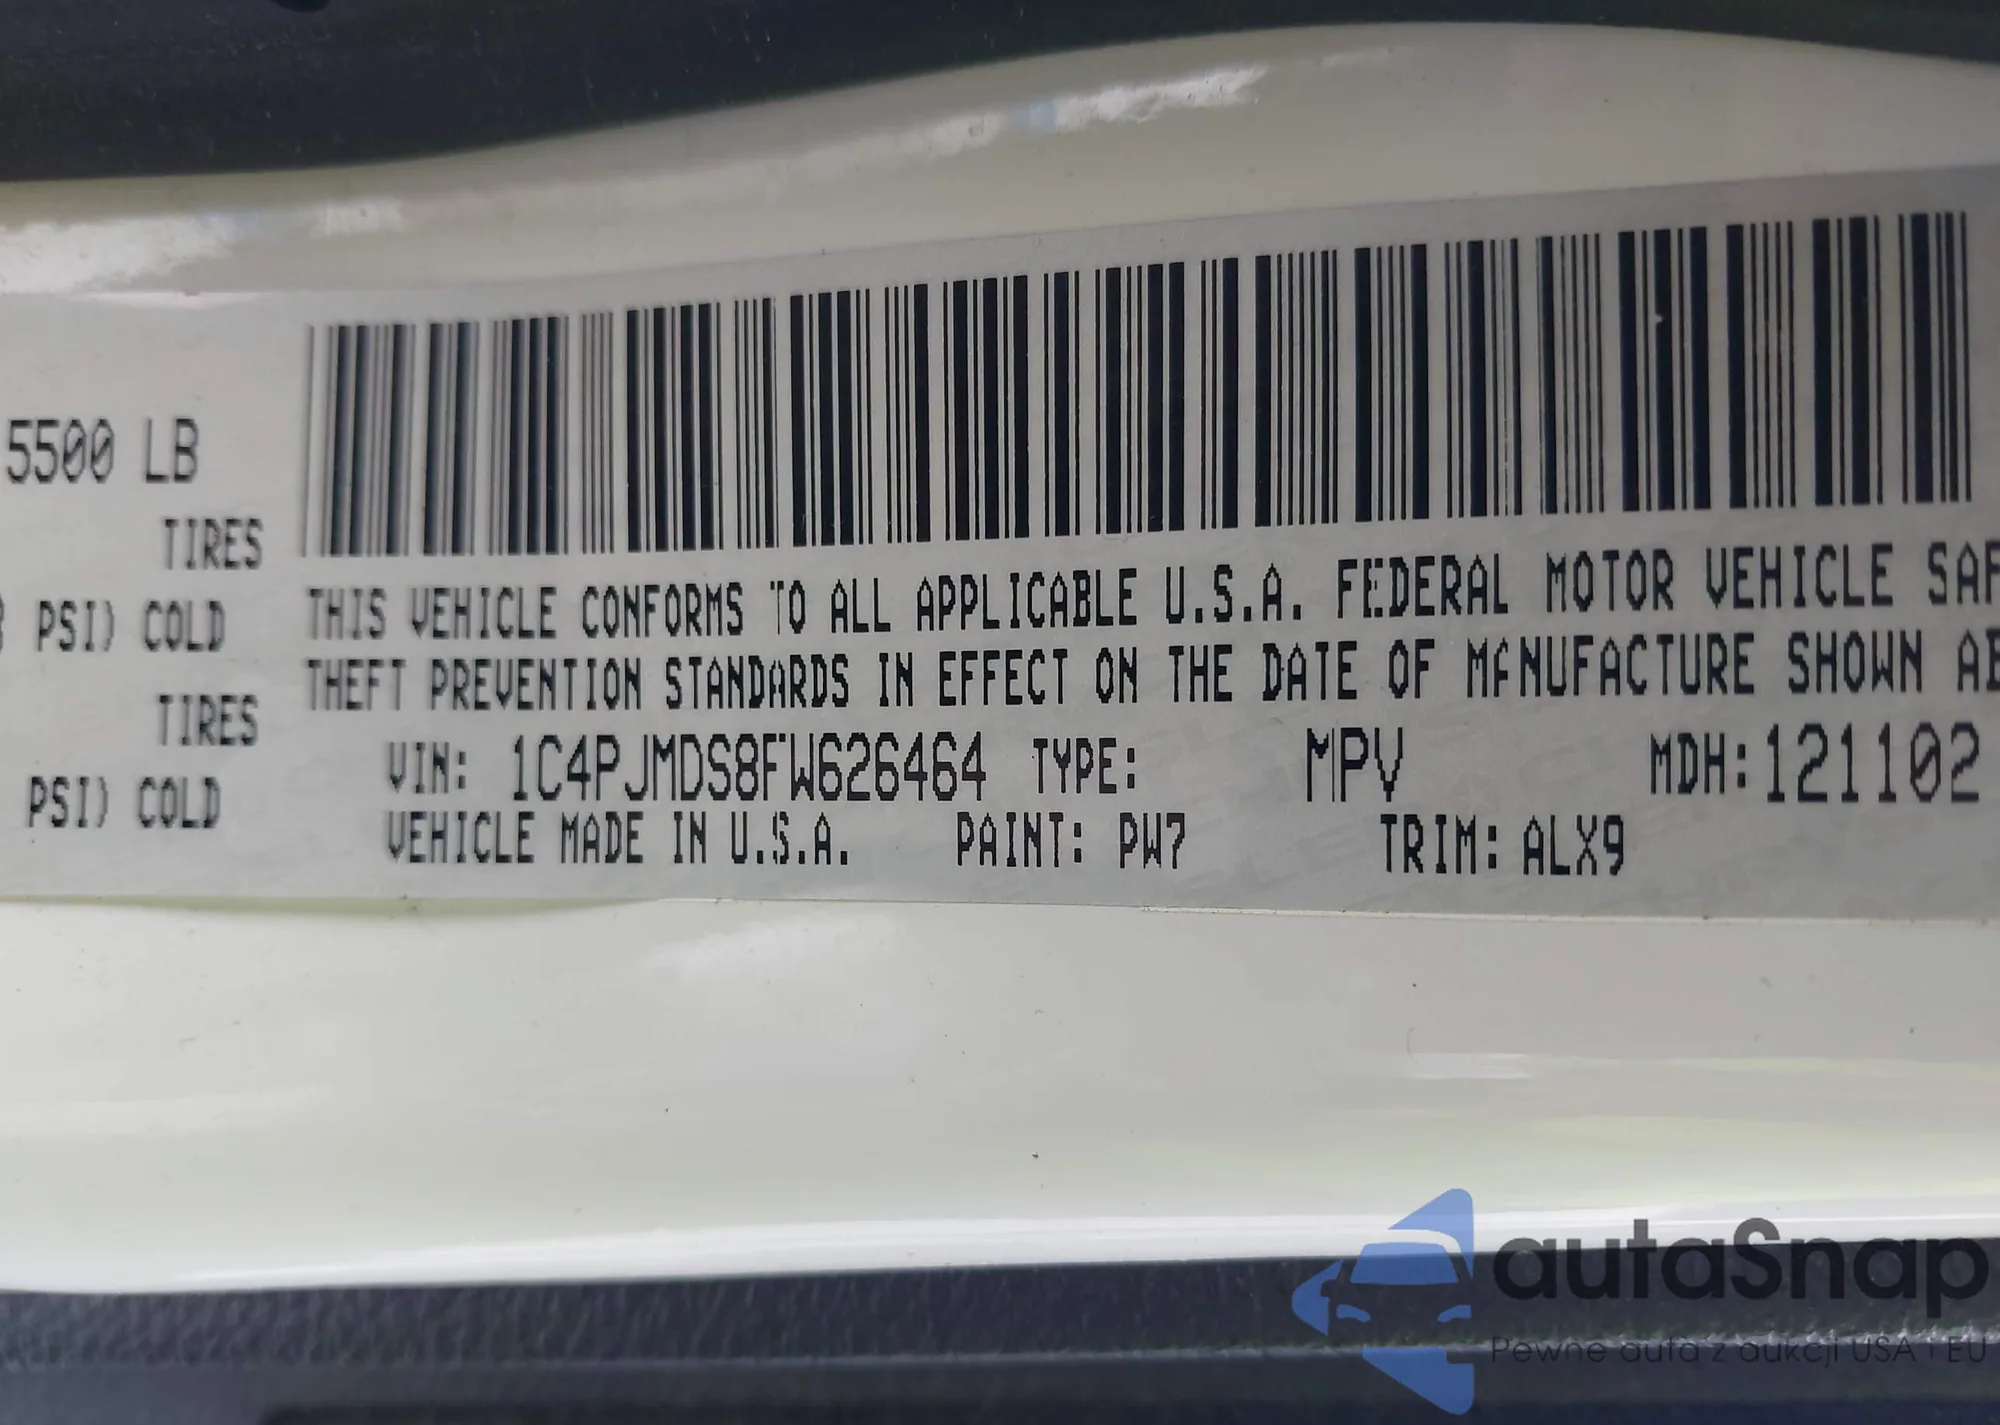 5500 LB
TIRES
PSI) COLD
TIRES
PSI) COLD
THIS VEHICLE CONFORMS TO ALL APPLICABLE U.S.A. FEDERAL MOTOR VEHICLE SAF
THEFT PREVENTION STANDARDS IN EFFECT ON THE DATE OF MANUFACTURE SHOWN AB
VIN: 1C4PJMDS8FW626464 TYPE: MPV MDH:121102
VEHICLE MADE IN U.S.A. PAINT: PW7 TRIM: ALX9
autaSnap
Pewne auta z aukcji USA i EU